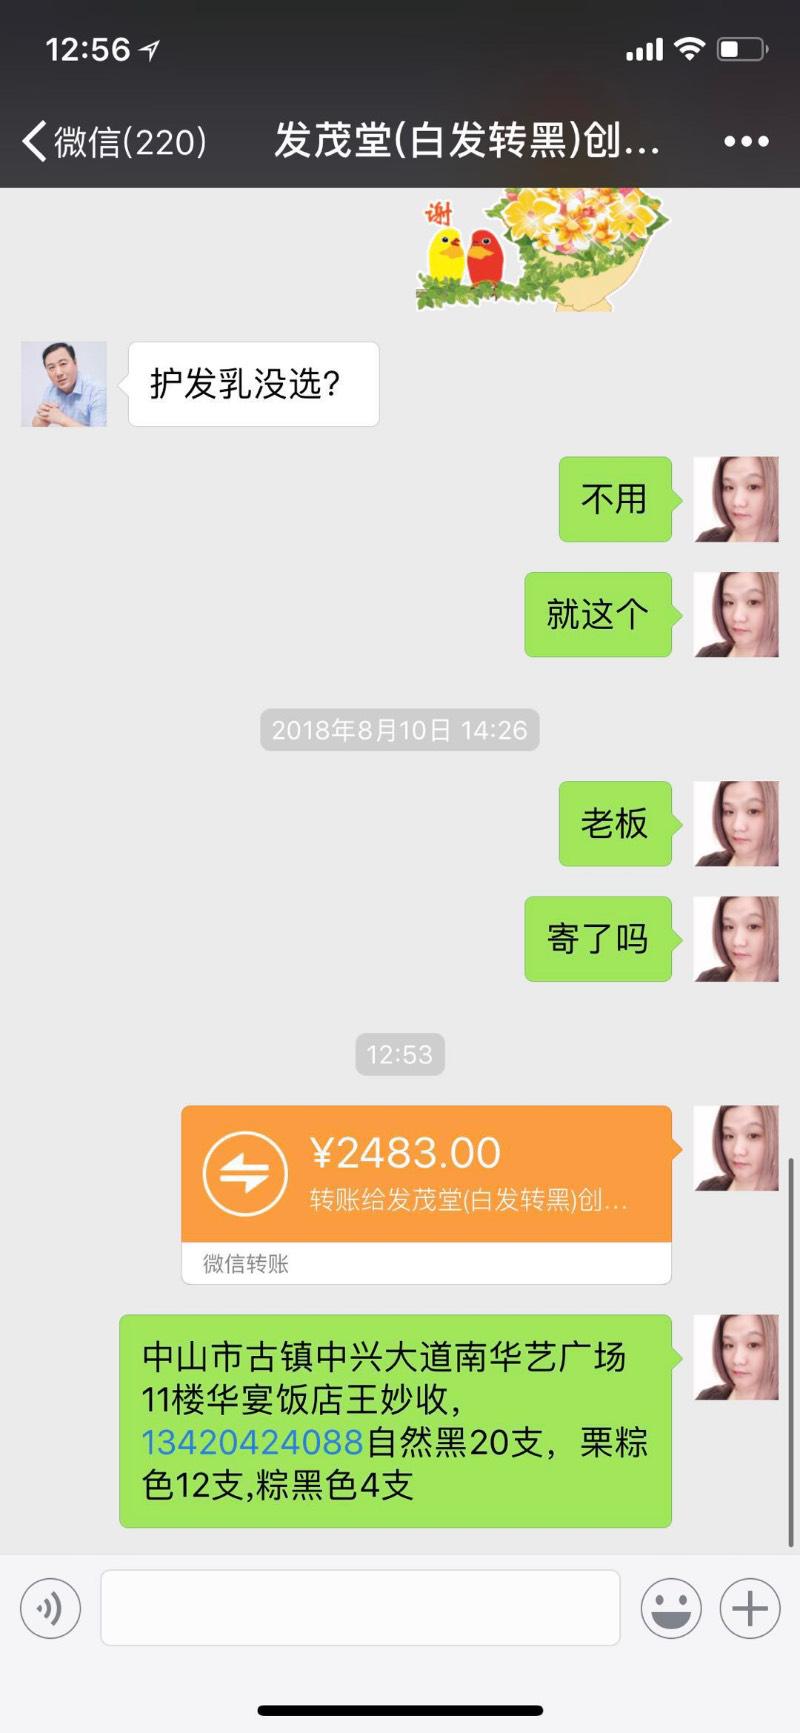 12:56
微信(220)
发茂堂(白发转黑)创...
谢
护发乳没选?
不用
就这个
2018年8月10日 14:26
老板
寄了吗
12:53
¥2483.00
转账给发茂堂(白发转黑)创...
微信转账
中山市古镇中兴大道南华艺广场
11楼华宴饭店王妙收,
13420424088自然黑20支，栗粽
色12支,粽黑色4支